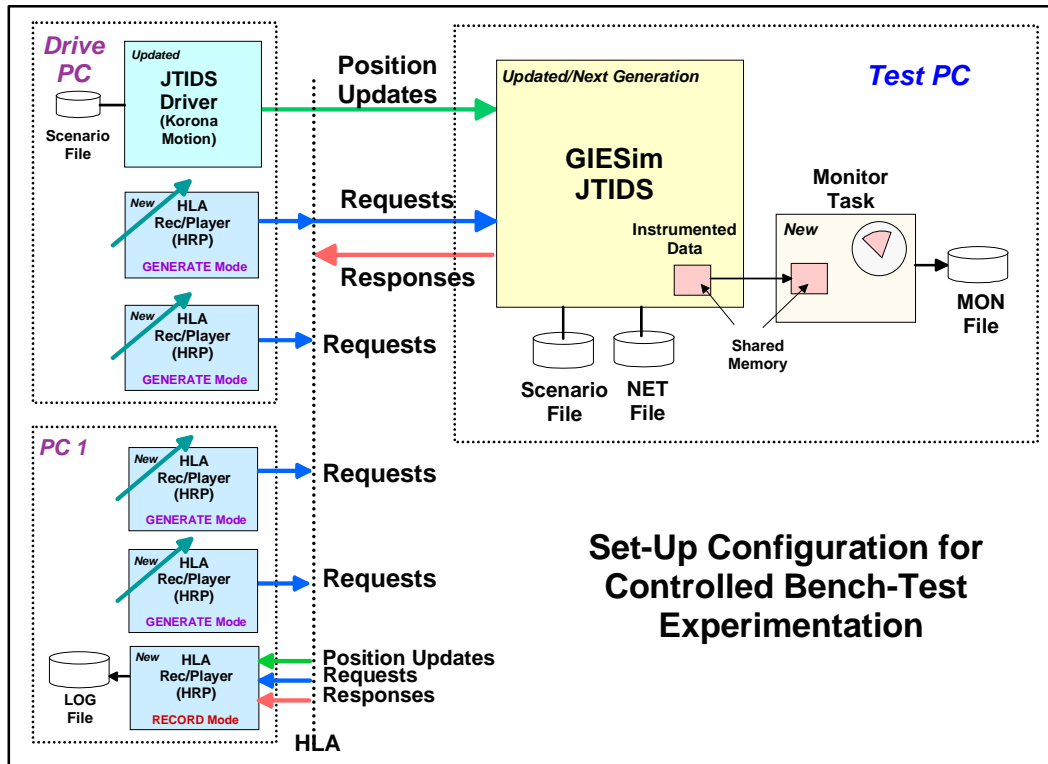 Drive
PC
Updated
JTIDS
Driver
(Korona
Motion)
Scenario
File
New
HLA
Rec/Player
(HRP)
GENERATE Mode
New
HLA
Rec/Player
(HRP)
GENERATE Mode
Position
Updates
Requests
Responses
Requests
Test PC
Updated/Next Generation
GIESim
JTIDS
Instrumented
Data
Monitor
Task
New
Shared
Memory
MON
File
Scenario
File
NET
File
PC 1
New
HLA
Rec/Player
(HRP)
GENERATE Mode
Requests
New
HLA
Rec/Player
(HRP)
GENERATE Mode
Requests
New
HLA
Rec/Player
(HRP)
RECORD Mode
LOG
File
Position Updates
Requests
Responses
HLA
Set-Up Configuration for
Controlled Bench-Test
Experimentation